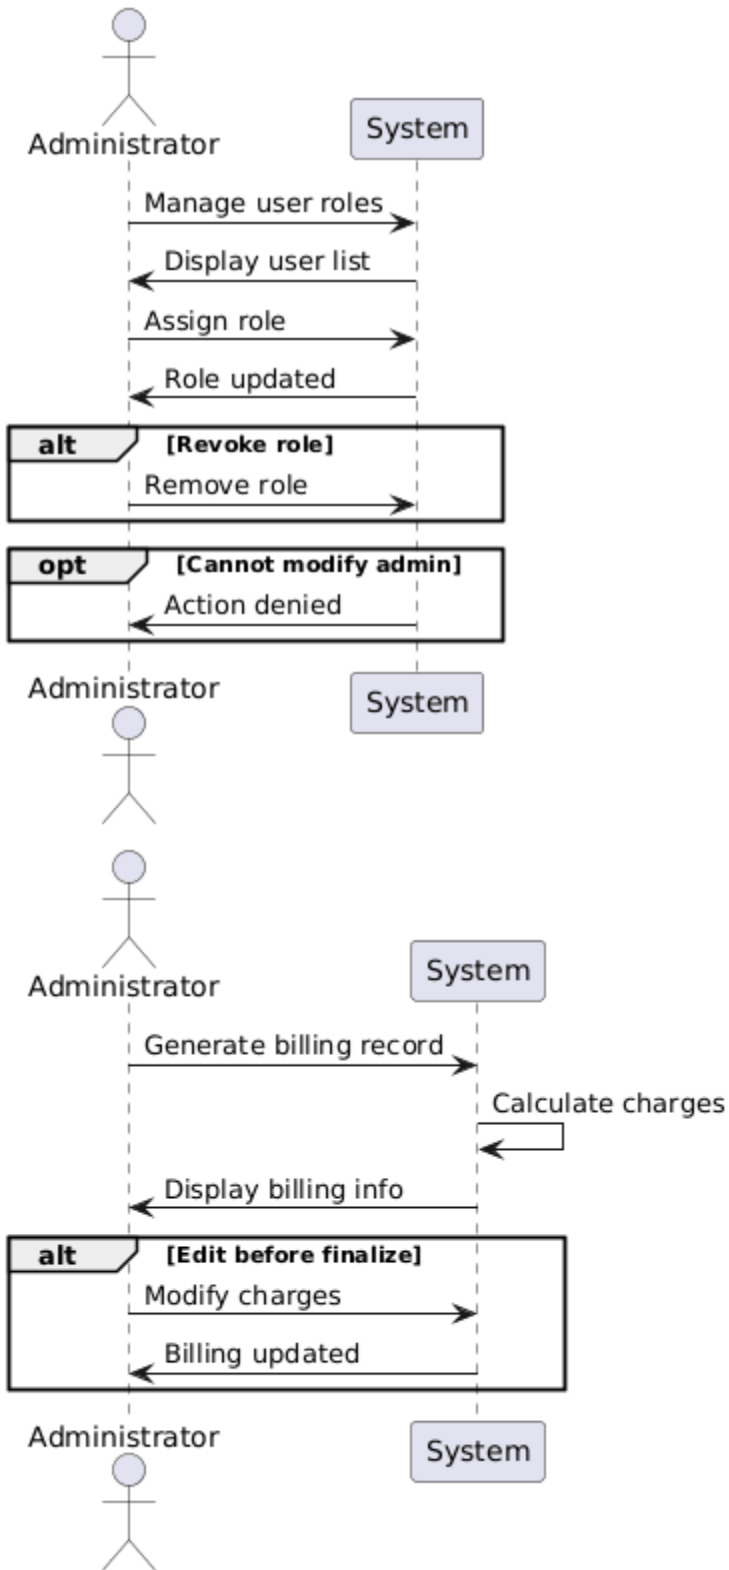 Administrator
System
Manage user roles
Display user list
Assign role
Role updated
alt [Revoke role]
Remove role
opt [Cannot modify admin]
Action denied
Administrator
System
Administrator
System
Generate billing record
Calculate charges
Display billing info
alt [Edit before finalize]
Modify charges
Billing updated
Administrator
System